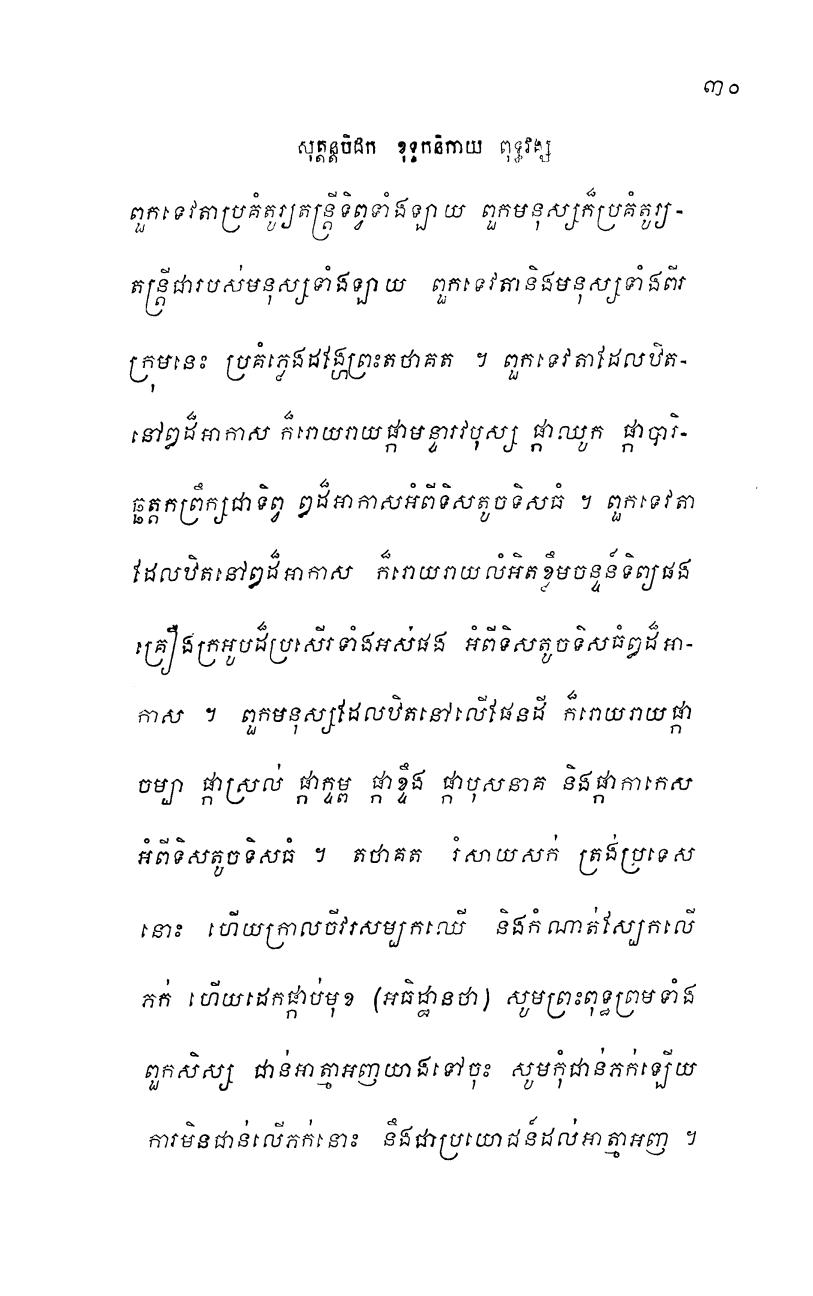 ៣០
សុត្តន្តបិដក ខុទ្ទកនិកាយ ពុទ្ធវង្ស
ពួកទេវតាប្រគំតូរ្យតន្ត្រីទិព្វទាំងឡាយ ពួកមនុស្សក៏ប្រគំតូរ្យ-
តន្ត្រីជារបស់មនុស្សទាំងឡាយ ពួកទេវតានិងមនុស្សទាំងពីរ
ក្រុមនេះ ប្រគំភ្លេងដង្ហែព្រះតថាគត ។ ពួកទេវតាដែលឋិត-
នៅឰដ៏អាកាស ក៏រោយរាយផ្កាមន្ទារវបុស្ស ផ្កាឈូក ផ្កាបារិ-
ច្ឆត្តកព្រឹក្សជាទិព្វ ឰដ៏អាកាសអំពីទិសតូចទិសធំ ។ ពួកទេវតា
ដែលឋិតនៅឰដ៏អាកាស ក៏រោយរាយលំអិតខ្លឹមចន្ទន៍ទិព្យផង
គ្រឿងក្រអូបដ៏ប្រសើរទាំងអស់ផង អំពីទិសតូចទិសធំឰដ៏អា-
កាស ។ ពួកមនុស្សដែលឋិតនៅលើផែនដី ក៏រោយរាយផ្កា
ចម្បា ផ្កាស្រល់ ផ្កាក្ទម្ព ផ្កាខ្ទឹង ផ្កាបុសនាគ និងផ្កាការកេស
អំពីទិសតូចទិសធំ ។ តថាគត រំសាយសក់ ត្រង់ប្រទេស
នោះ ហើយក្រាលចីវរសម្បកឈើ និងកំណាត់ស្បែកលើ
ភក់ ហើយដេកផ្កាប់មុខ (អធិដ្ឋានថា) សូមព្រះពុទ្ធព្រមទាំង
ពួកសិស្ស ជាន់អាត្មាអញយាងទៅចុះ សូមកុំជាន់ភក់ឡើយ
ការមិនជាន់លើភក់នោះ នឹងជាប្រយោជន៍ដល់អាត្មាអញ ។